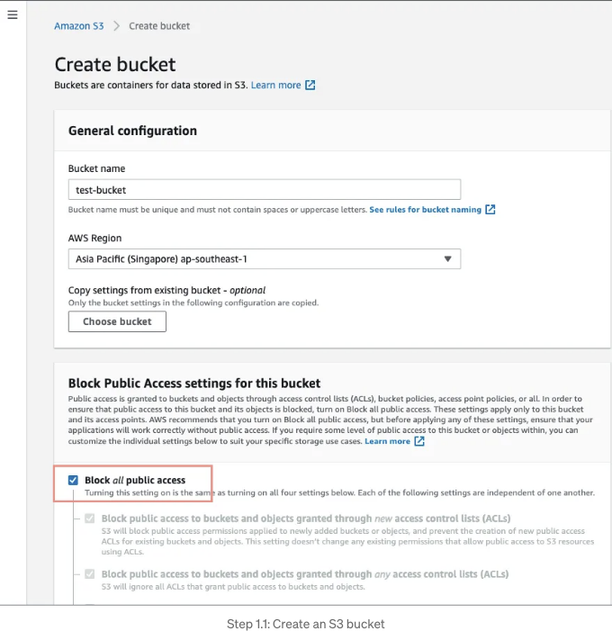 Amazon S3 > Create bucket
Create bucket
Buckets are containers for data stored in S3. Learn more
General configuration
Bucket name
test-bucket
Bucket name must be unique and must not contain spaces or uppercase letters. See rules for bucket naming
AWS Region
Asia Pacific (Singapore) ap-southeast-1
Copy settings from existing bucket - optional
Only the bucket settings in the following configuration are copied.
Choose bucket
Block Public Access settings for this bucket
Public access is granted to buckets and objects through access control lists (ACLs), bucket policies, access point policies, or all. In order to
ensure that public access to this bucket and its objects is blocked, turn on Block all public access. These settings apply only to this bucket
and its access points. AWS recommends that you turn on Block all public access, but before applying any of these settings, ensure that your
applications will work correctly without public access. If you require some level of public access to this bucket or objects within, you can
customize the individual settings below to suit your specific storage use cases. Learn more
Block all public access
Turning this setting on is the same as turning on all four settings below. Each of the following settings are independent of one another.
Block public access to buckets and objects granted through new access control lists (ACLs)
S3 will block public access permissions applied to newly added buckets or objects, and prevent the creation of new public access
ACLs for existing buckets and objects. This setting doesn't change any existing permissions that allow public access to S3 resources
using ACLs.
Block public access to buckets and objects granted through any access control lists (ACLs)
S3 will ignore all ACLs that grant public access to buckets and objects.
Step 1.1: Create an S3 bucket